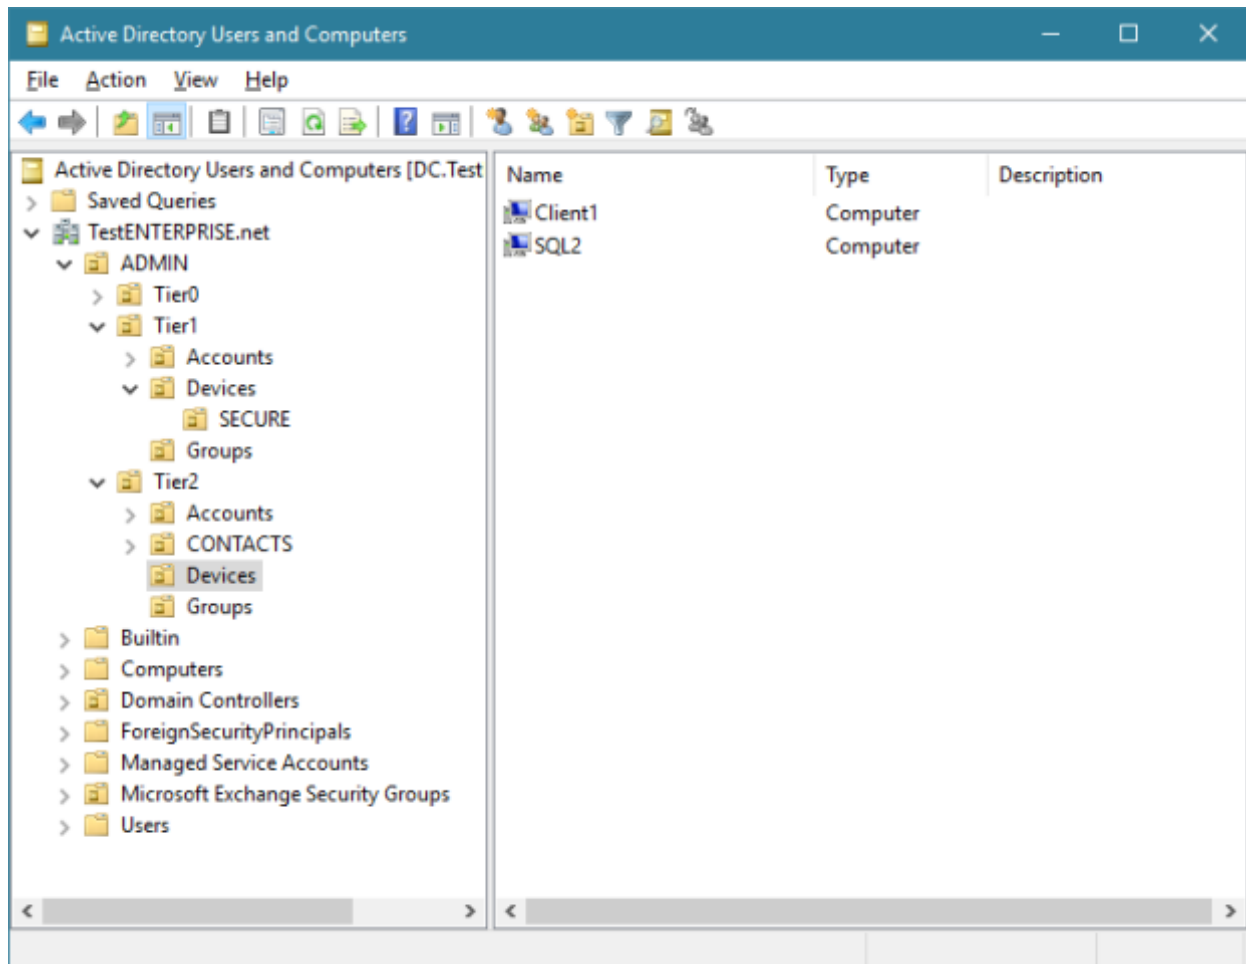 Active Directory Users and Computers
File Action View Help
Active Directory Users and Computers [DC.Test
Saved Queries
TestENTERPRISE.net
ADMIN
Tier0
Tier1
Accounts
Devices
SECURE
Groups
Tier2
Accounts
CONTACTS
Devices
Groups
Builtin
Computers
Domain Controllers
ForeignSecurityPrincipals
Managed Service Accounts
Microsoft Exchange Security Groups
Users
Name Type Description
Client1 Computer
SQL2 Computer